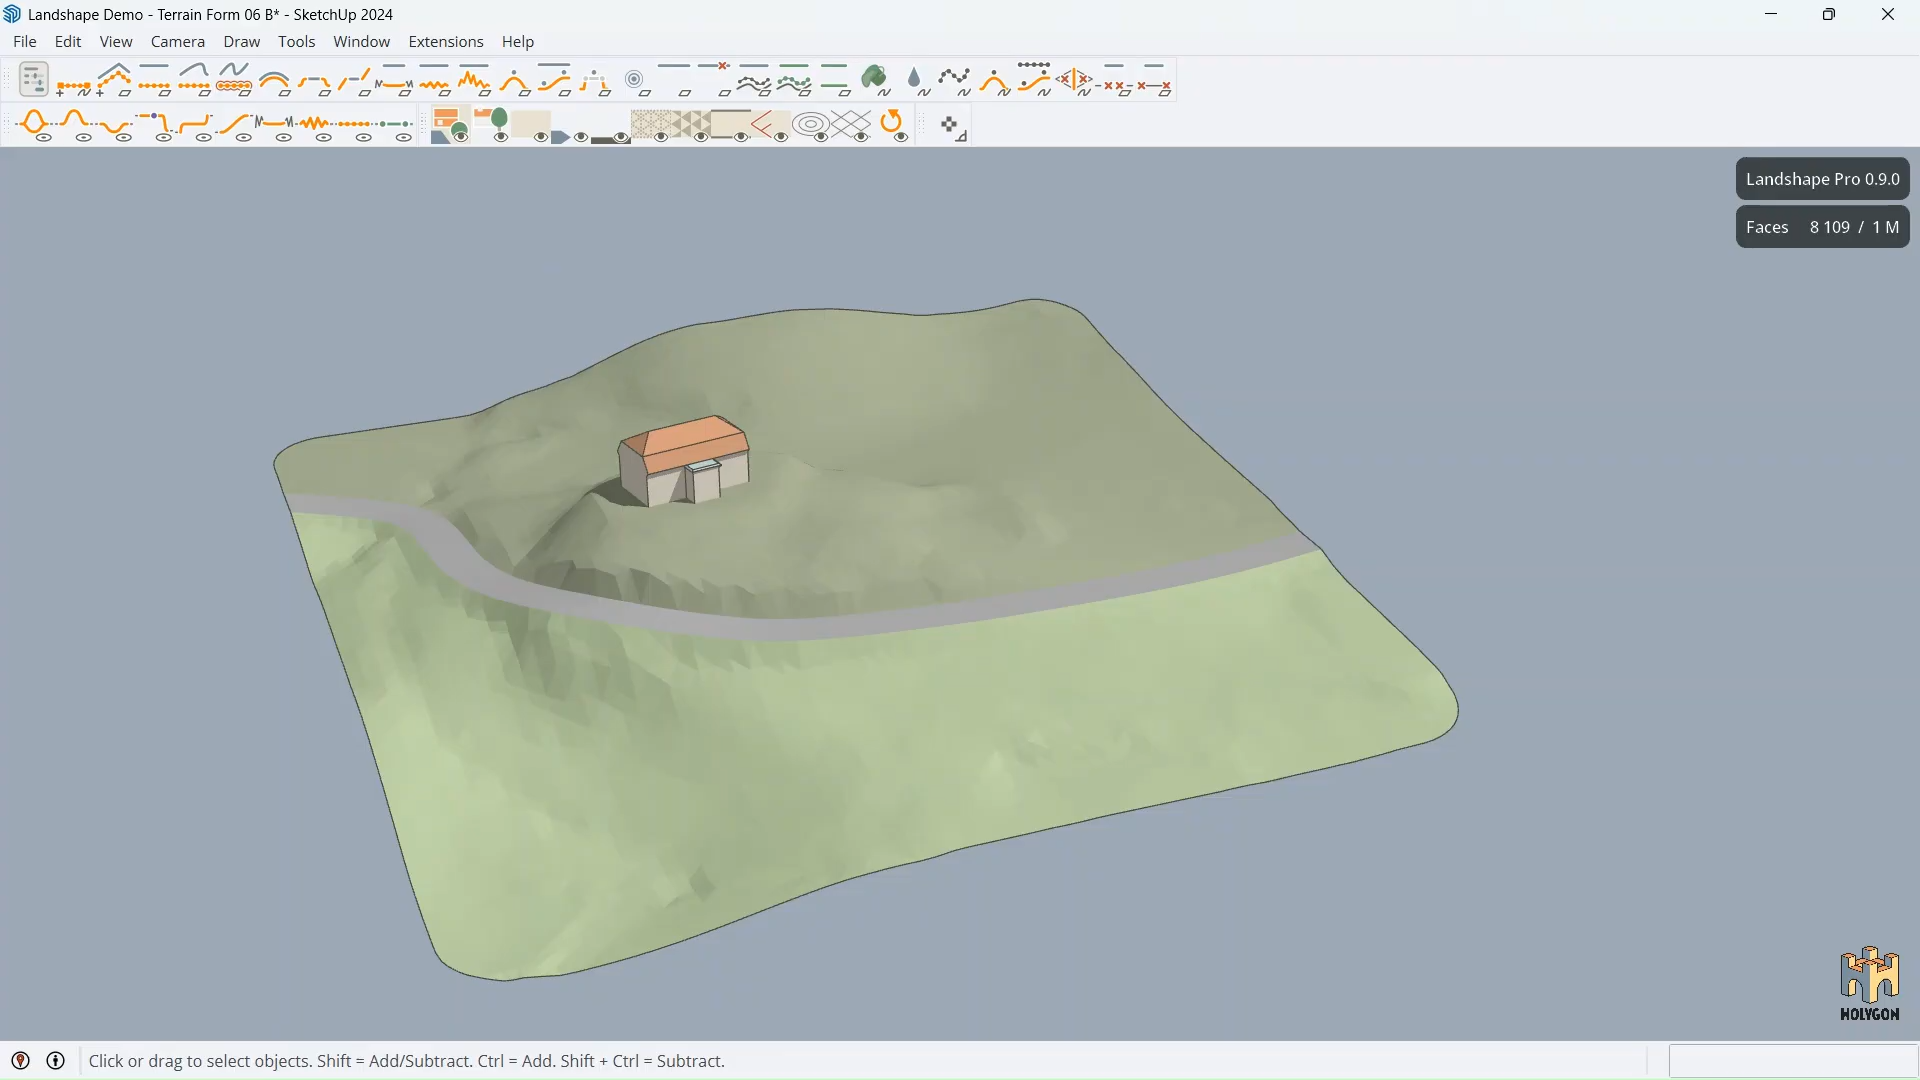 Landshape Demo - Terrain Form 06 B* - SketchUp 2024
File Edit View Camera Draw Tools Window Extensions Help
Landshape Pro 0.9.0
Faces 8 109 / 1 M
HOLYGON
Click or drag to select objects. Shift = Add/Subtract. Ctrl = Add. Shift + Ctrl = Subtract.